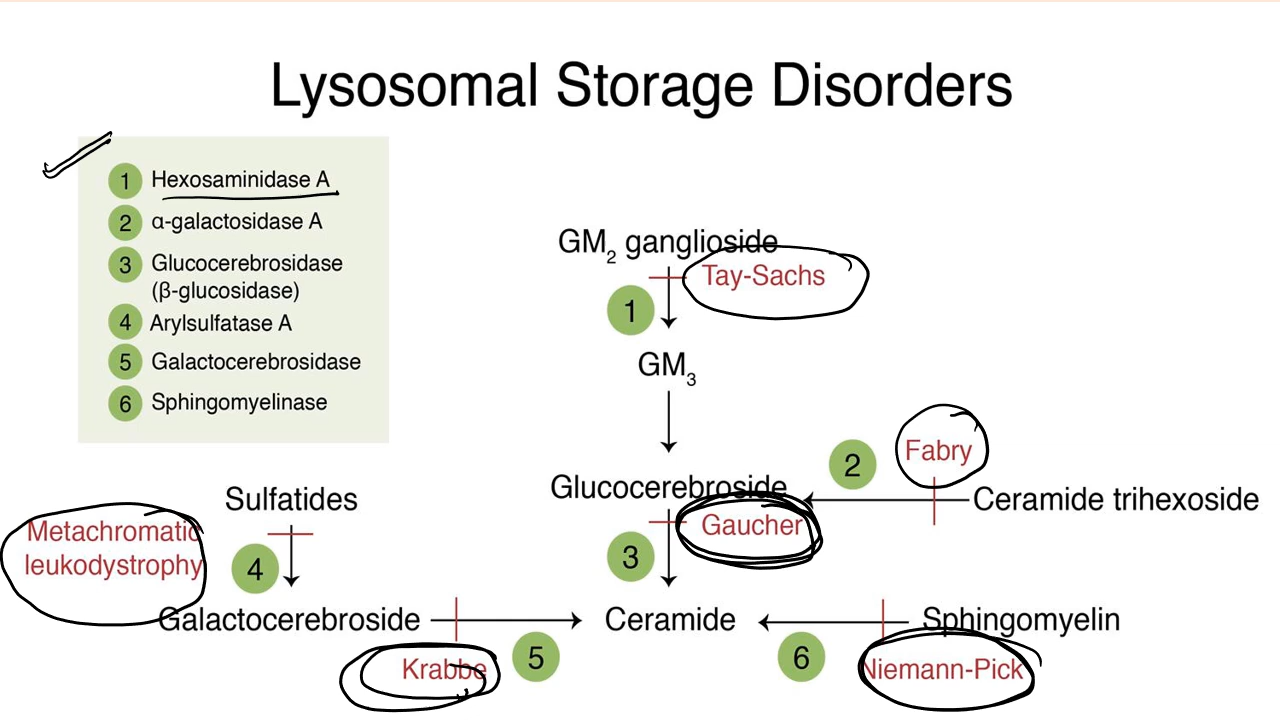 Lysosomal Storage Disorders
1 Hexosaminidase A
2 α-galactosidase A
3 Glucocerebrosidase
(β-glucosidase)
4 Arylsulfatase A
5 Galactocerebrosidase
6 Sphingomyelinase
GM₂ ganglioside
Tay-Sachs
1
GM₃
Fabry
2
Glucocerebroside
Ceramide trihexoside
Sulfatides
Gaucher
Metachromatic
leukodystrophy
3
4
Galactocerebroside
Ceramide
Sphingomyelin
Krabbe
5
6
Niemann-Pick